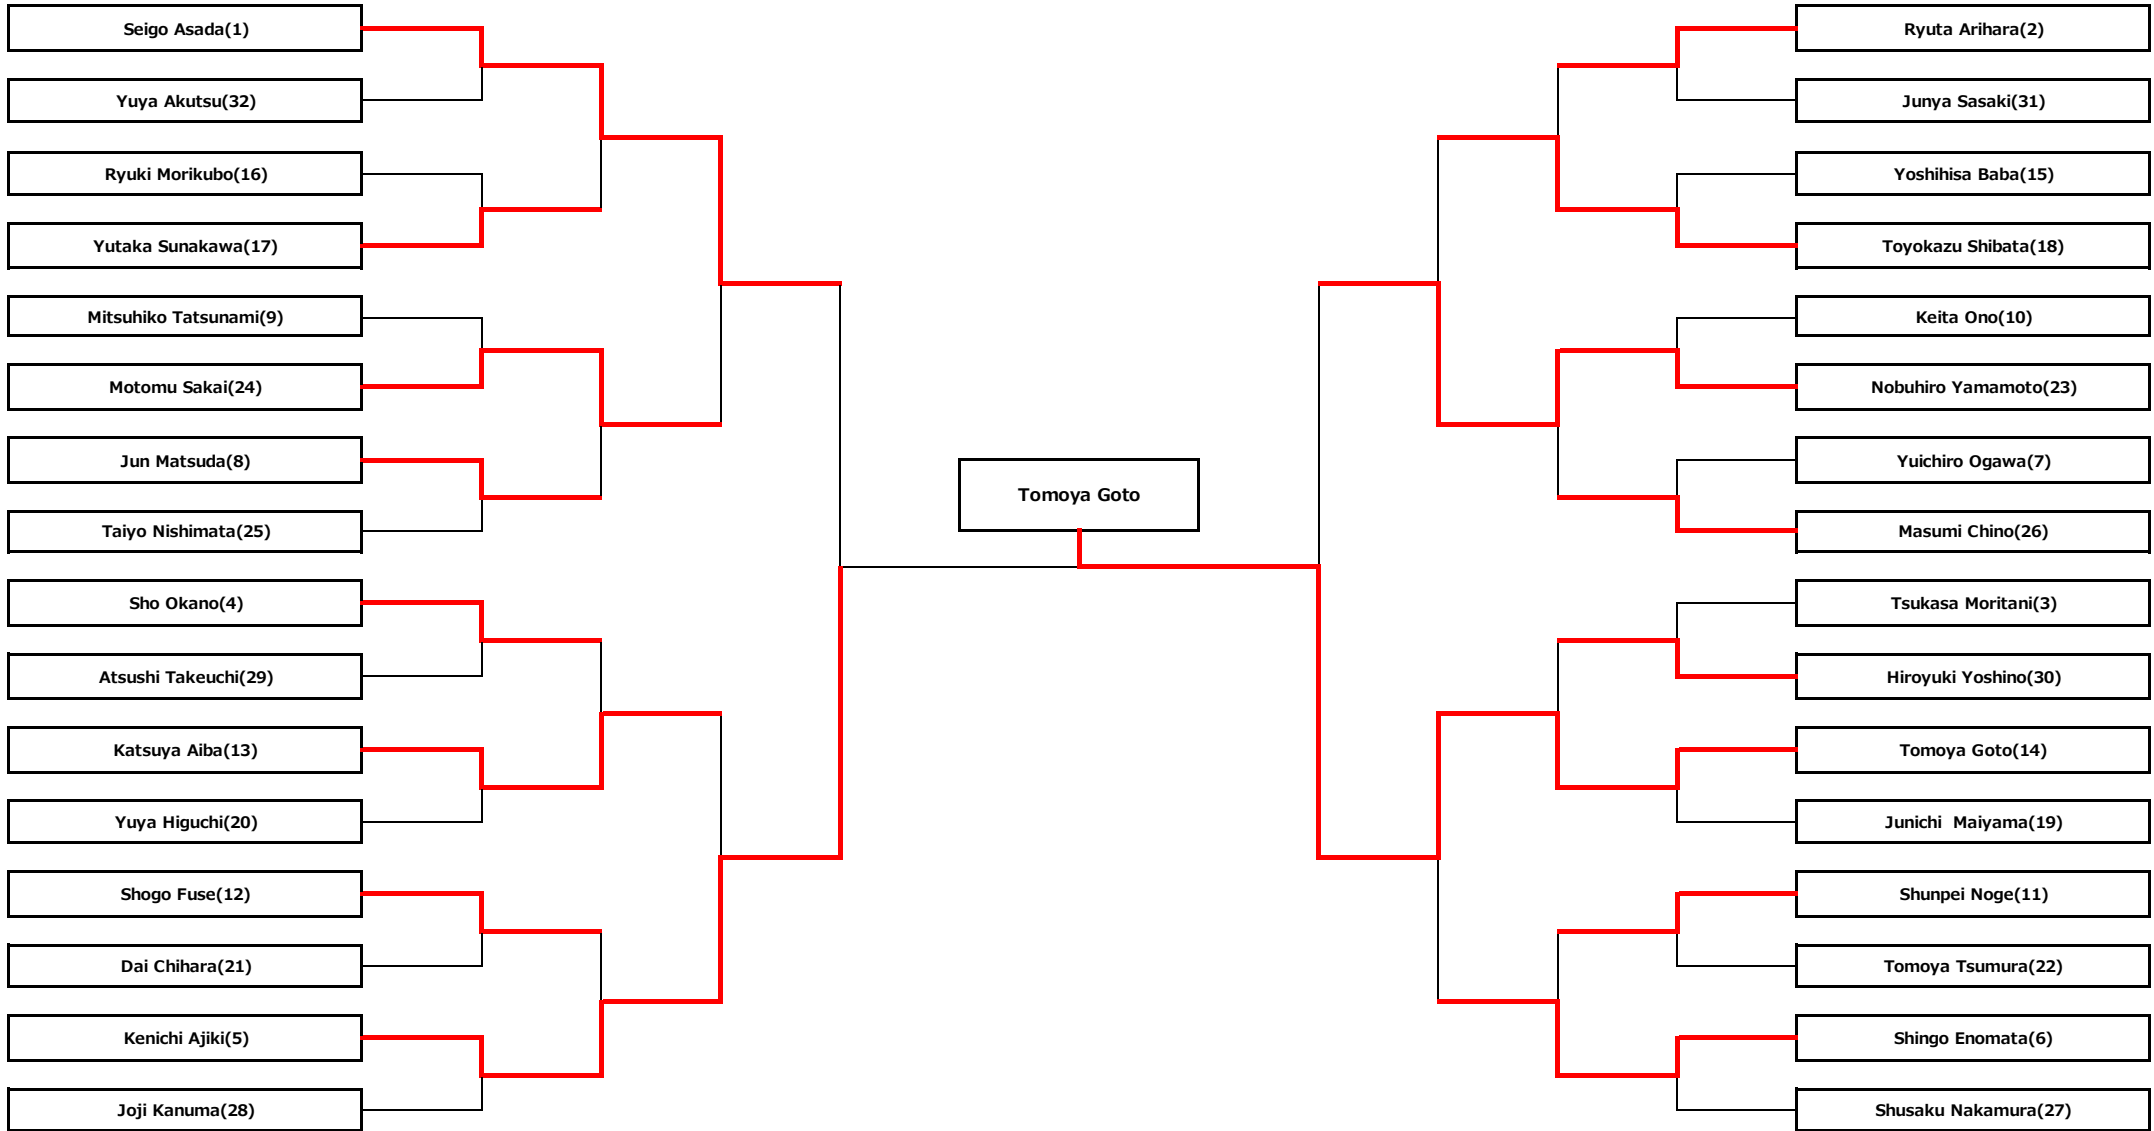 Seigo Asada(1)
Yuya Akutsu(32)
Ryuki Morikubo(16)
Yutaka Sunakawa(17)
Mitsuhiko Tatsunami(9)
Motomu Sakai(24)
Jun Matsuda(8)
Taiyo Nishimata(25)
Sho Okano(4)
Atsushi Takeuchi(29)
Katsuya Aiba(13)
Yuya Higuchi(20)
Shogo Fuse(12)
Dai Chihara(21)
Kenichi Ajiki(5)
Joji Kanuma(28)
Tomoya Goto
Ryuta Arihara(2)
Junya Sasaki(31)
Yoshihisa Baba(15)
Toyokazu Shibata(18)
Keita Ono(10)
Nobuhiro Yamamoto(23)
Yuichiro Ogawa(7)
Masumi Chino(26)
Tsukasa Moritani(3)
Hiroyuki Yoshino(30)
Tomoya Goto(14)
Junichi  Maiyama(19)
Shunpei Noge(11)
Tomoya Tsumura(22)
Shingo Enomata(6)
Shusaku Nakamura(27)